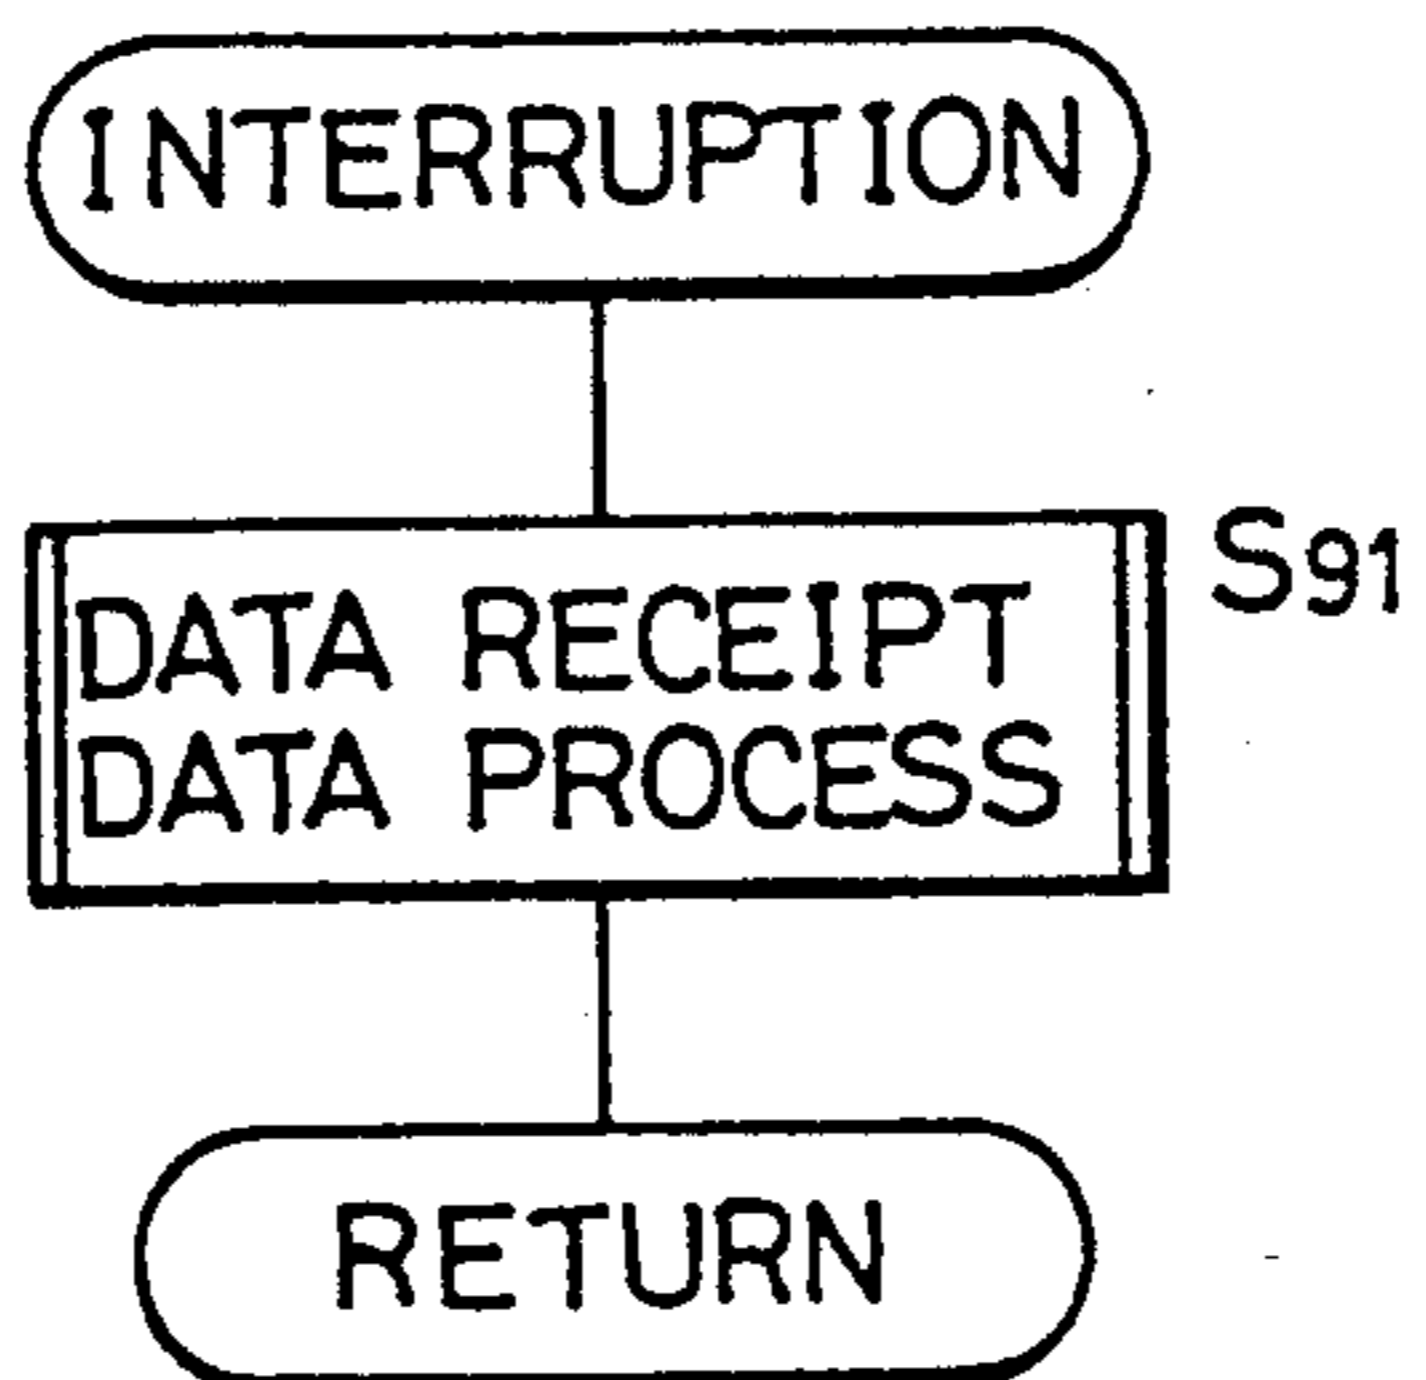 INTERRUPTION
S91
DATA RECEIPT
DATA PROCESS
RETURN